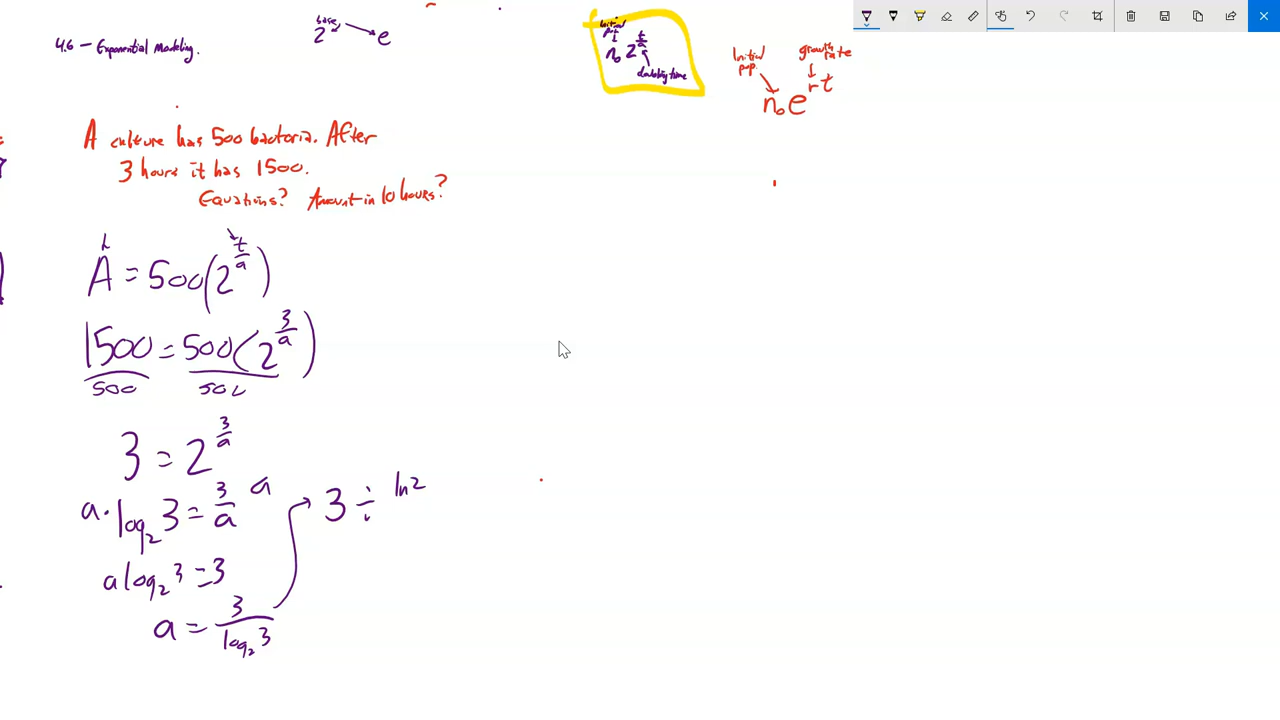 4.6 - Exponential Modeling.
base
2 → e
initial
n₀ 2^(t/a)
doubling time
Initial pop.
growth rate
n₀ e^(rt)
A culture has 500 bacteria. After
3 hours it has 1500.
Equations? Amount in 10 hours?
A = 500(2^(t/a))
1500 = 500(2^(3/a))
500 500
3 = 2^(3/a)
a · log₂ 3 = 3/a a
3 ÷ ln 2
a log₂ 3 = 3
a = 3/(log₂ 3)